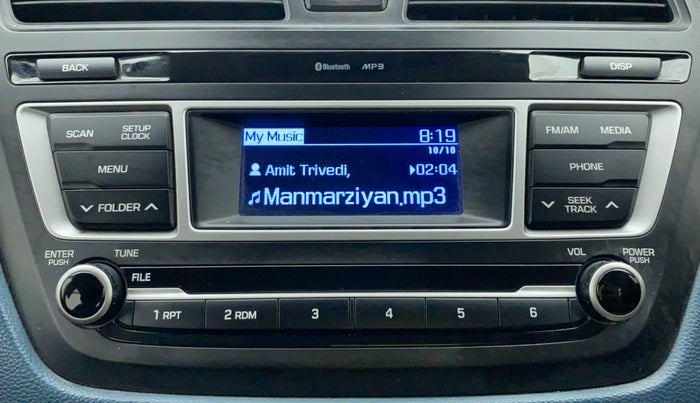 BACK
Bluetooth MP3
DISP
SCAN
SETUP
CLOCK
MENU
FOLDER
My Music 8:19
10/10
Amit Trivedi, 02:04
Manmarziyan.mp3
FM/AM MEDIA
PHONE
SEEK
TRACK
ENTER
PUSH
TUNE
FILE
VOL
POWER
PUSH
1 RPT
2 RDM
3
4
5
6